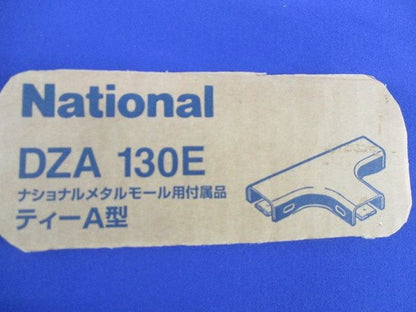 National
DZA 130E
ナショナルメタルモール用付属品
ティーA型